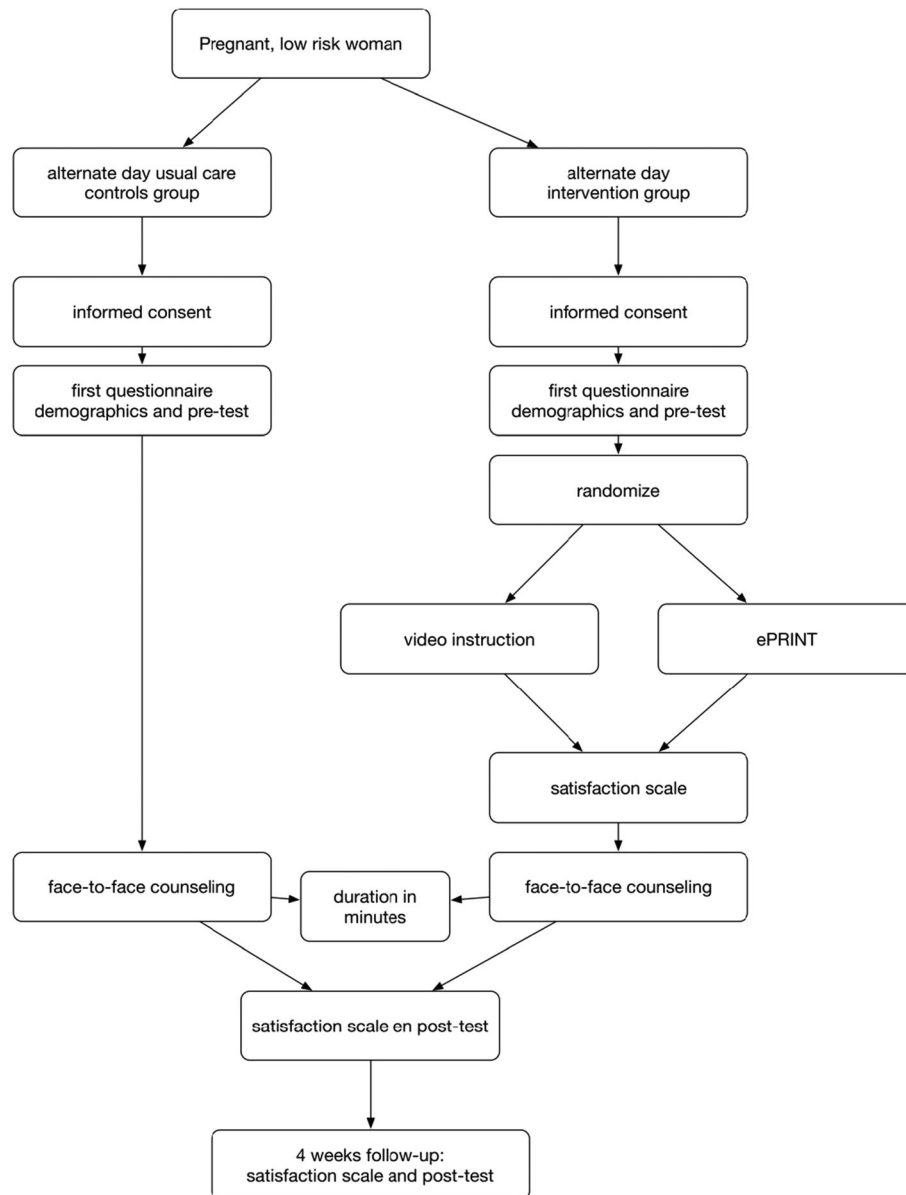 Pregnant, low risk woman
alternate day usual care
controls group
alternate day
intervention group
informed consent
informed consent
first questionnaire
demographics and pre-test
first questionnaire
demographics and pre-test
randomize
video instruction
ePRINT
satisfaction scale
face-to-face counseling
duration in
minutes
face-to-face counseling
satisfaction scale en post-test
4 weeks follow-up:
satisfaction scale and post-test